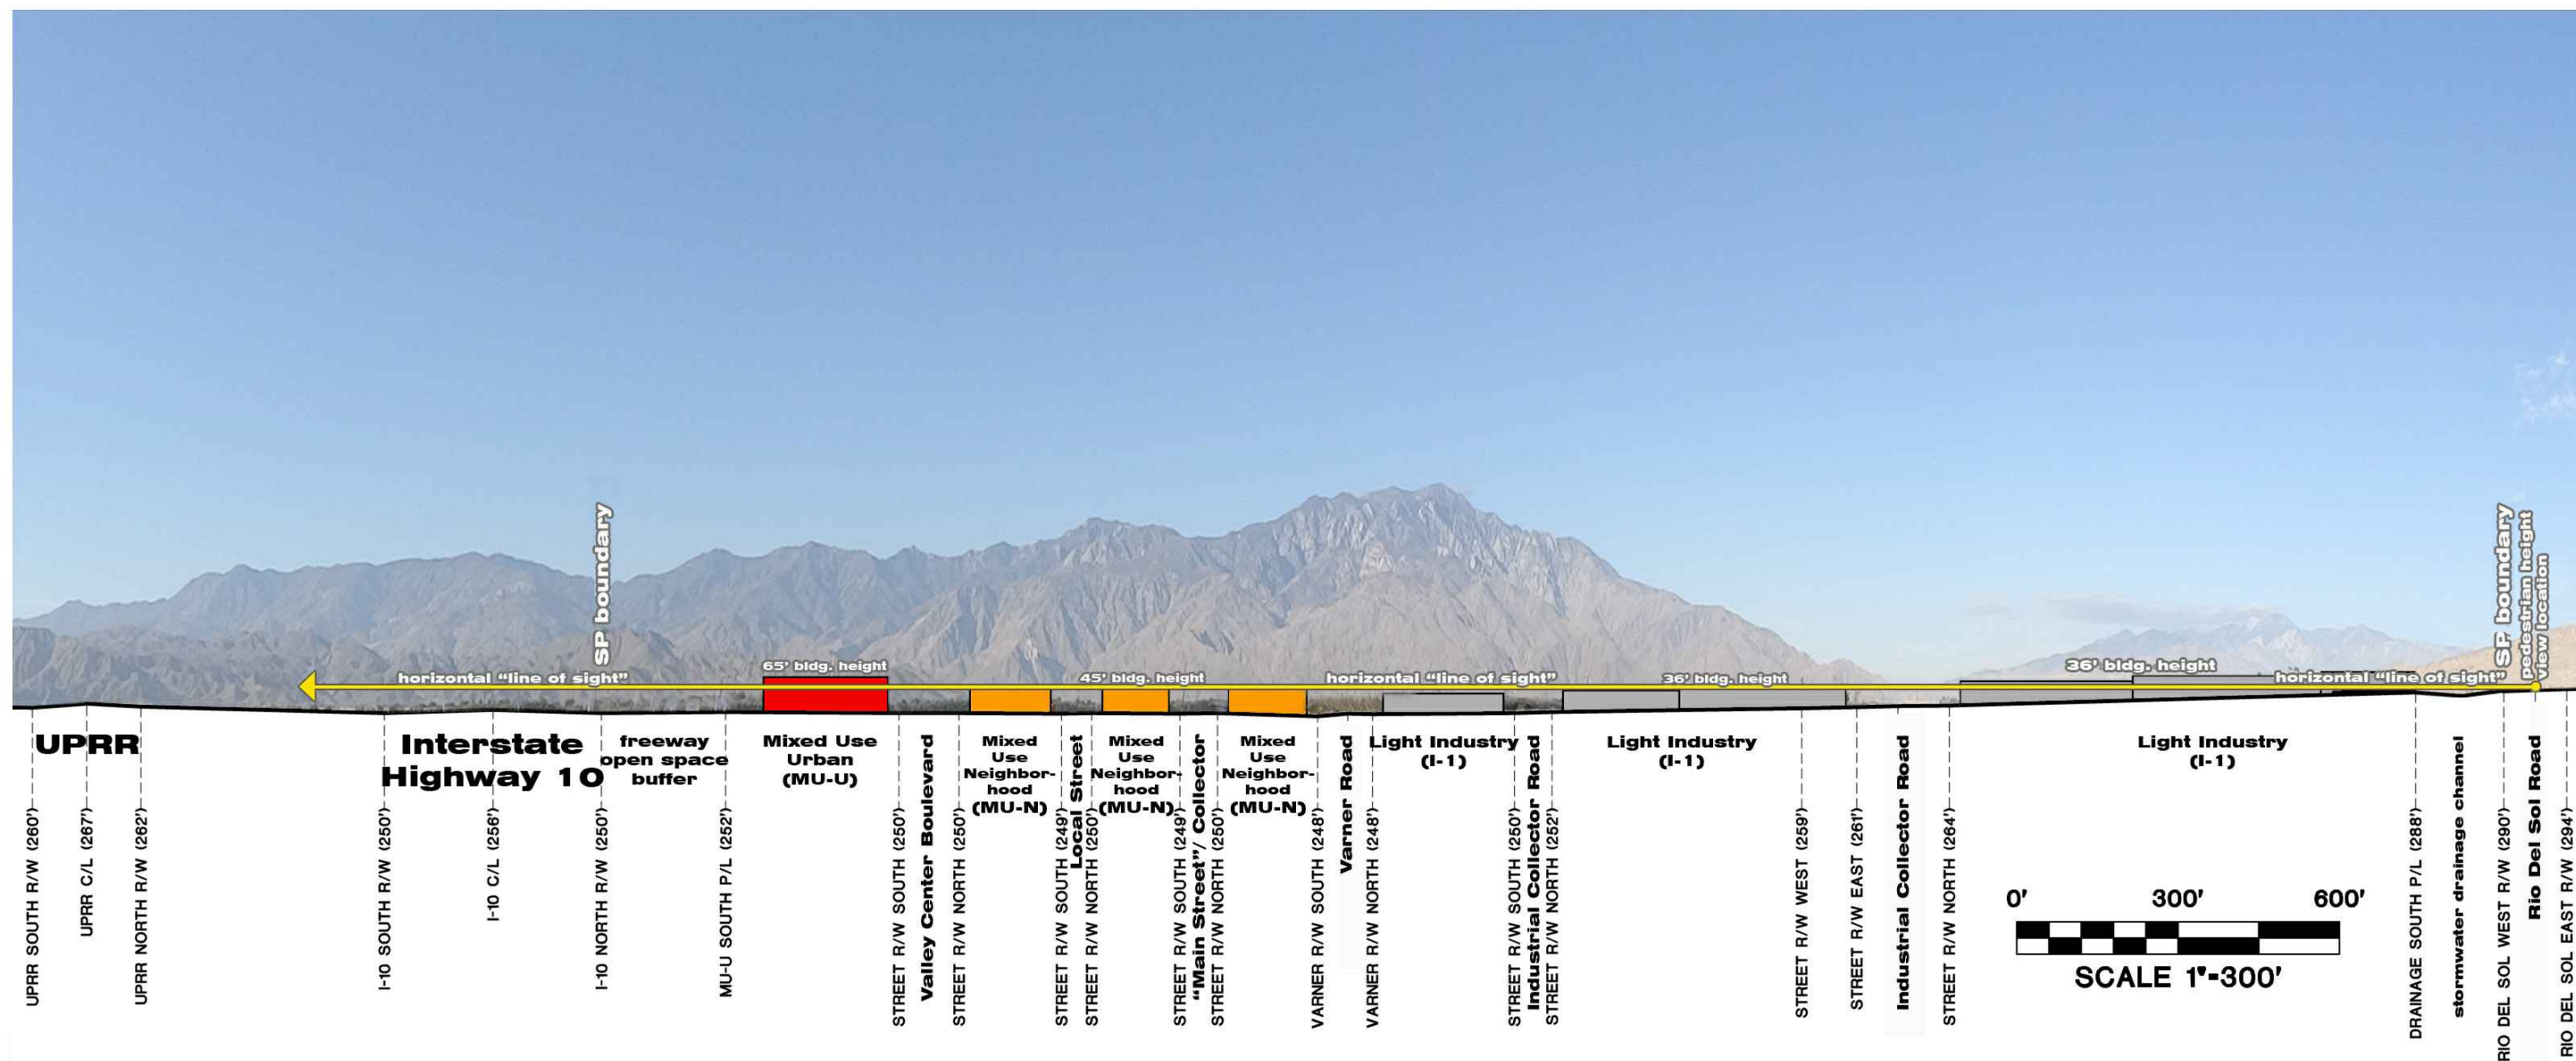 SP boundary
SP boundary
pedestrian height
view location
65' bldg. height
horizontal “line of sight”
45' bldg. height
horizontal “line of sight”
36' bldg. height
36' bldg. height
horizontal “line of sight”
UPRR
Interstate
Highway 10
freeway
open space
buffer
Mixed Use
Urban
(MU-U)
Valley Center Boulevard
Mixed
Use
Neighbor-
hood
(MU-N)
Local Street
Mixed
Use
Neighbor-
hood
(MU-N)
“Main Street”/ Collector
Mixed
Use
Neighbor-
hood
(MU-N)
Varner Road
Light Industry
(I-1)
Industrial Collector Road
Light Industry
(I-1)
Industrial Collector Road
Light Industry
(I-1)
stormwater drainage channel
Rio Del Sol Road
UPRR SOUTH R/W (260')
UPRR C/L (267')
UPRR NORTH R/W (262')
I-10 SOUTH R/W (250')
I-10 C/L (256')
I-10 NORTH R/W (250')
MU-U SOUTH P/L (252')
STREET R/W SOUTH (250')
STREET R/W NORTH (250')
STREET R/W SOUTH (249')
STREET R/W NORTH (250')
STREET R/W SOUTH (249')
STREET R/W NORTH (250')
VARNER R/W SOUTH (248')
VARNER R/W NORTH (248')
STREET R/W SOUTH (250')
STREET R/W NORTH (252')
STREET R/W WEST (259')
STREET R/W EAST (261')
STREET R/W NORTH (264')
DRAINAGE SOUTH P/L (288')
RIO DEL SOL WEST R/W (290')
RIO DEL SOL EAST R/W (294')
0' 300' 600'
SCALE 1"-300'